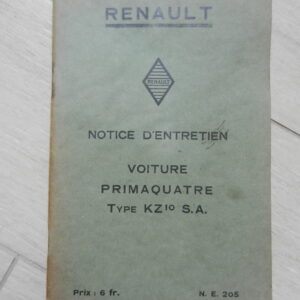 RENAULT
RENAULT
NOTICE D'ENTRETIEN
VOITURE
PRIMAQUATRE
TYPE KZ10 S.A.
Prix : 6 fr. N. E. 205